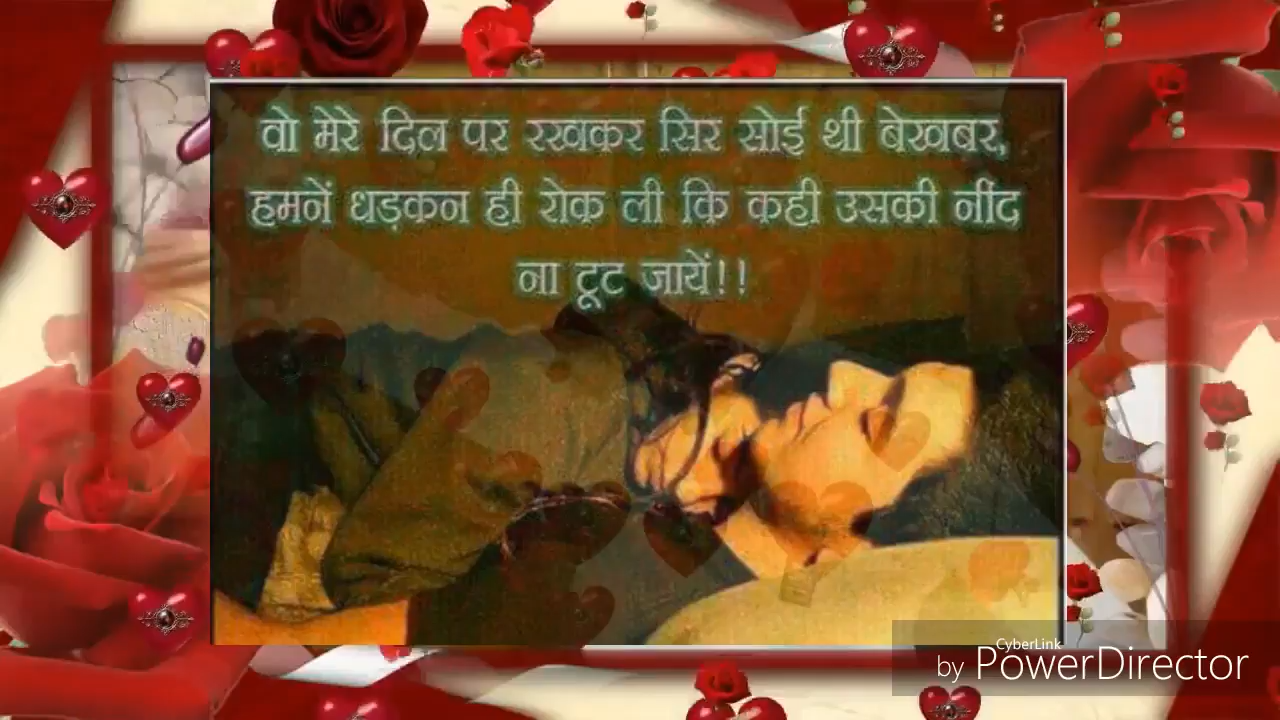 वो मेरे दिल पर रखकर सिर सोई थी बेखबर,
हमनें धड़कन ही रोक ली कि कही उसकी नींद
ना टूट जायें!!
CyberLink
by PowerDirector